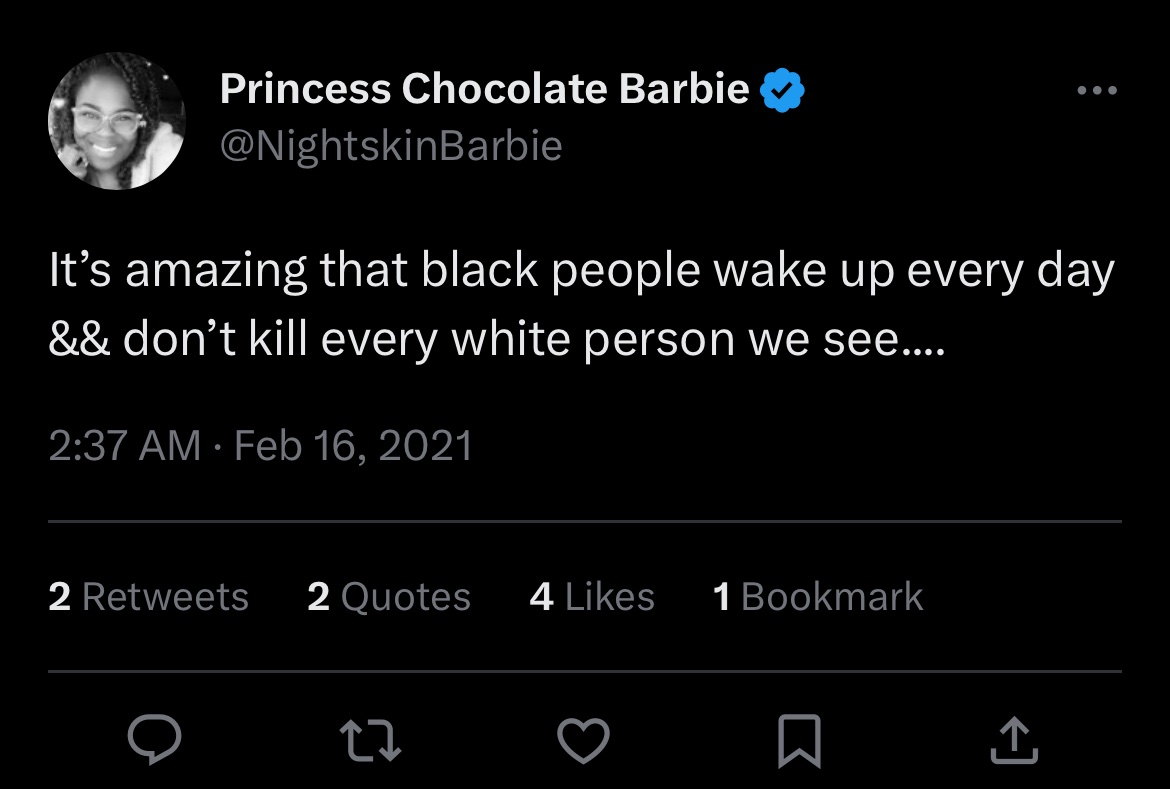 Princess Chocolate Barbie
@NightskinBarbie
It’s amazing that black people wake up every day
&& don’t kill every white person we see....
2:37 AM · Feb 16, 2021
2 Retweets 2 Quotes 4 Likes 1 Bookmark